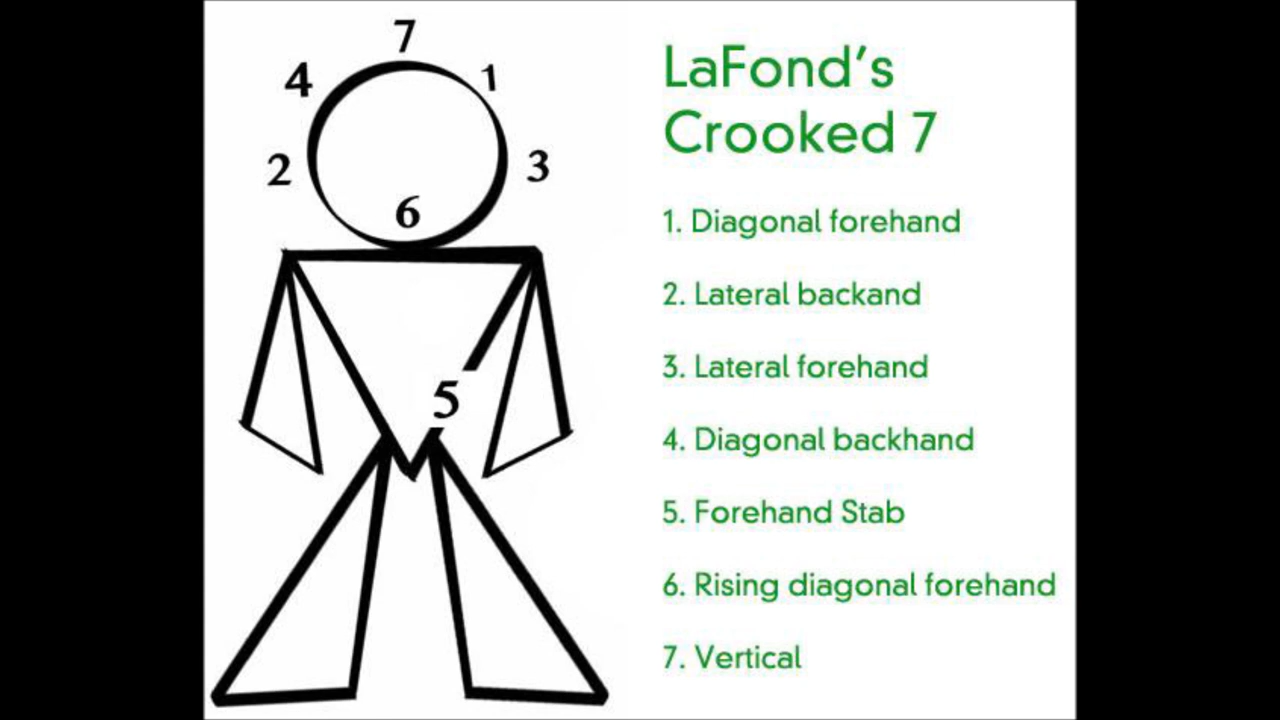 7
4
1
2
3
6
5
LaFond's
Crooked 7
1. Diagonal forehand
2. Lateral backand
3. Lateral forehand
4. Diagonal backhand
5. Forehand Stab
6. Rising diagonal forehand
7. Vertical